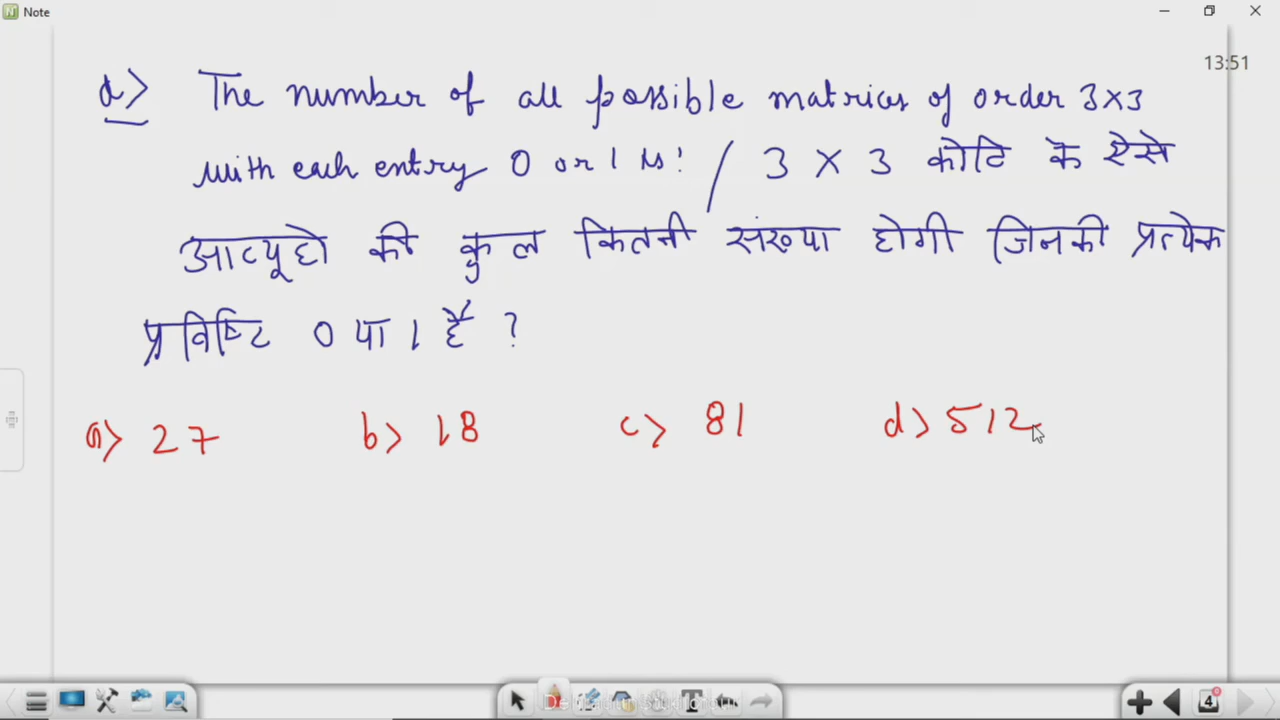 Note
13:51
d> The number of all possible matrices of order 3×3
with each entry 0 or 1 is: / 3 × 3 कोटि के ऐसे
आव्यूहो की कुल कितनी संख्या होगी जिनकी प्रत्येक
प्रविष्टि 0 या 1 है ?
a> 27 b> 18 c> 81 d> 512
4